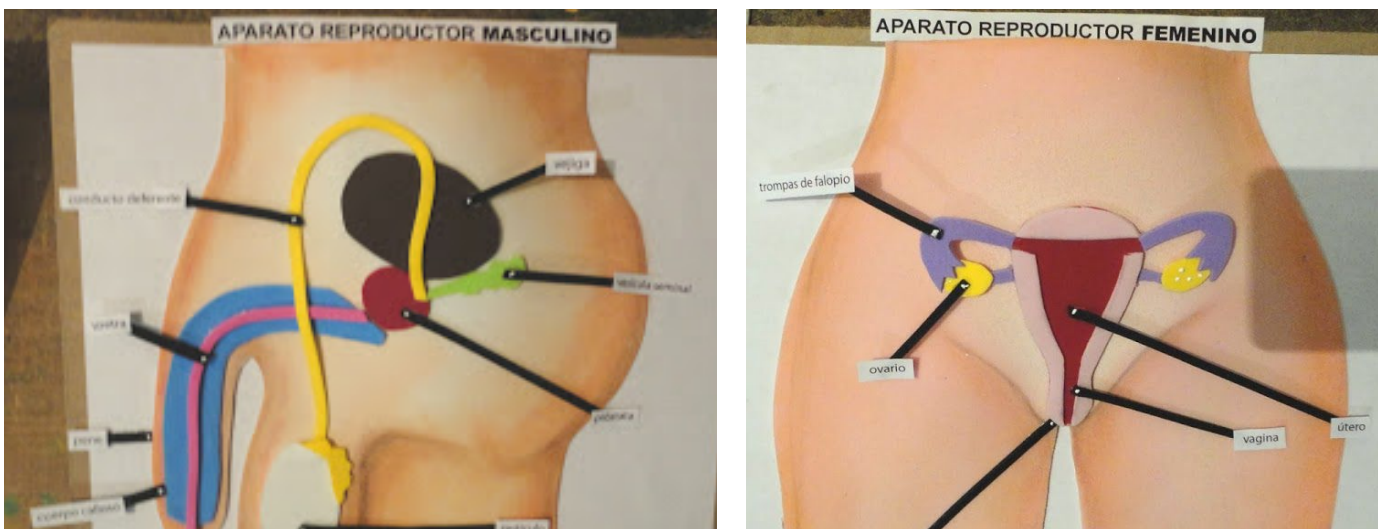 APARATO REPRODUCTOR MASCULINO
vejiga
conducto deferente
vesícula seminal
uretra
próstata
pene
cuerpo caboso
APARATO REPRODUCTOR FEMENINO
trompas de falopio
ovario
útero
vagina